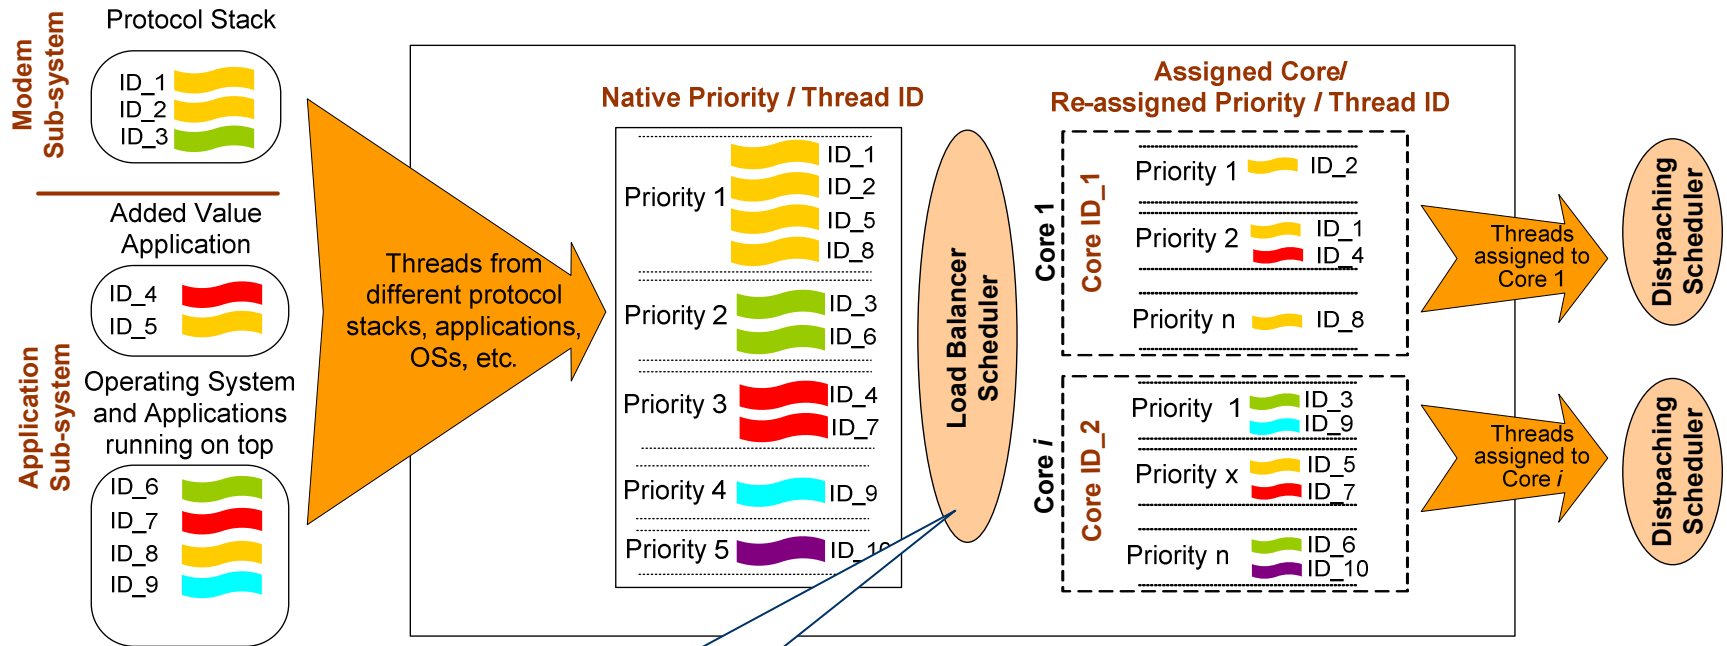 Protocol Stack
Modem
Sub-system
ID_1
ID_2
ID_3
Added Value
Application
ID_4
ID_5
Application
Sub-system
Operating System
and Applications
running on top
ID_6
ID_7
ID_8
ID_9
Threads from
different protocol
stacks, applications,
OSs, etc.
Native Priority / Thread ID
Priority 1
ID_1
ID_2
ID_5
ID_8
Priority 2
ID_3
ID_6
Priority 3
ID_4
ID_7
Priority 4
ID_9
Priority 5
ID_10
Load Balancer
Scheduler
Assigned Core/
Re-assigned Priority / Thread ID
Core 1
Core ID_1
Priority 1
ID_2
Priority 2
ID_1
ID_4
Priority n
ID_8
Core i
Core ID_2
Priority 1
ID_3
ID_9
Priority x
ID_5
ID_7
Priority n
ID_6
ID_10
Threads
assigned to
Core 1
Distpaching
Scheduler
Threads
assigned to
Core i
Distpaching
Scheduler